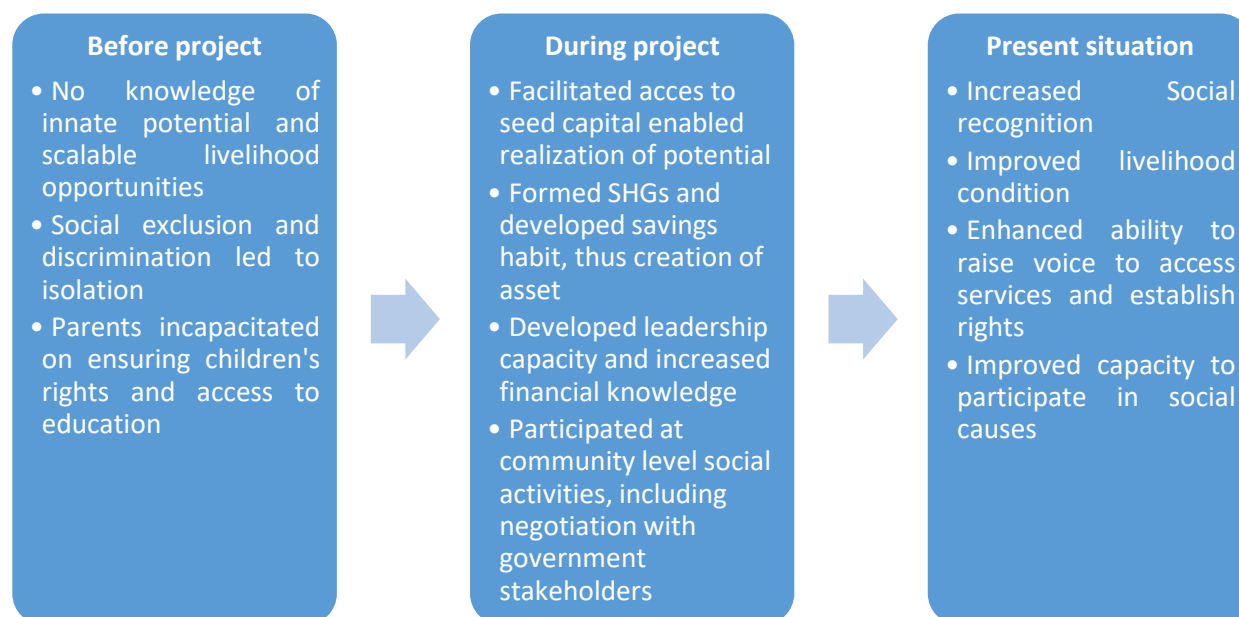 Before project
• No knowledge of
innate potential and
scalable livelihood
opportunities
• Social exclusion and
discrimination led to
isolation
• Parents incapacitated
on ensuring children's
rights and access to
education
During project
• Facilitated acces to
seed capital enabled
realization of potential
• Formed SHGs and
developed savings
habit, thus creation of
asset
• Developed leadership
capacity and increased
financial knowledge
• Participated at
community level social
activities, including
negotiation with
government
stakeholders
Present situation
• Increased Social
recognition
• Improved livelihood
condition
• Enhanced ability to
raise voice to access
services and establish
rights
• Improved capacity to
participate in social
causes